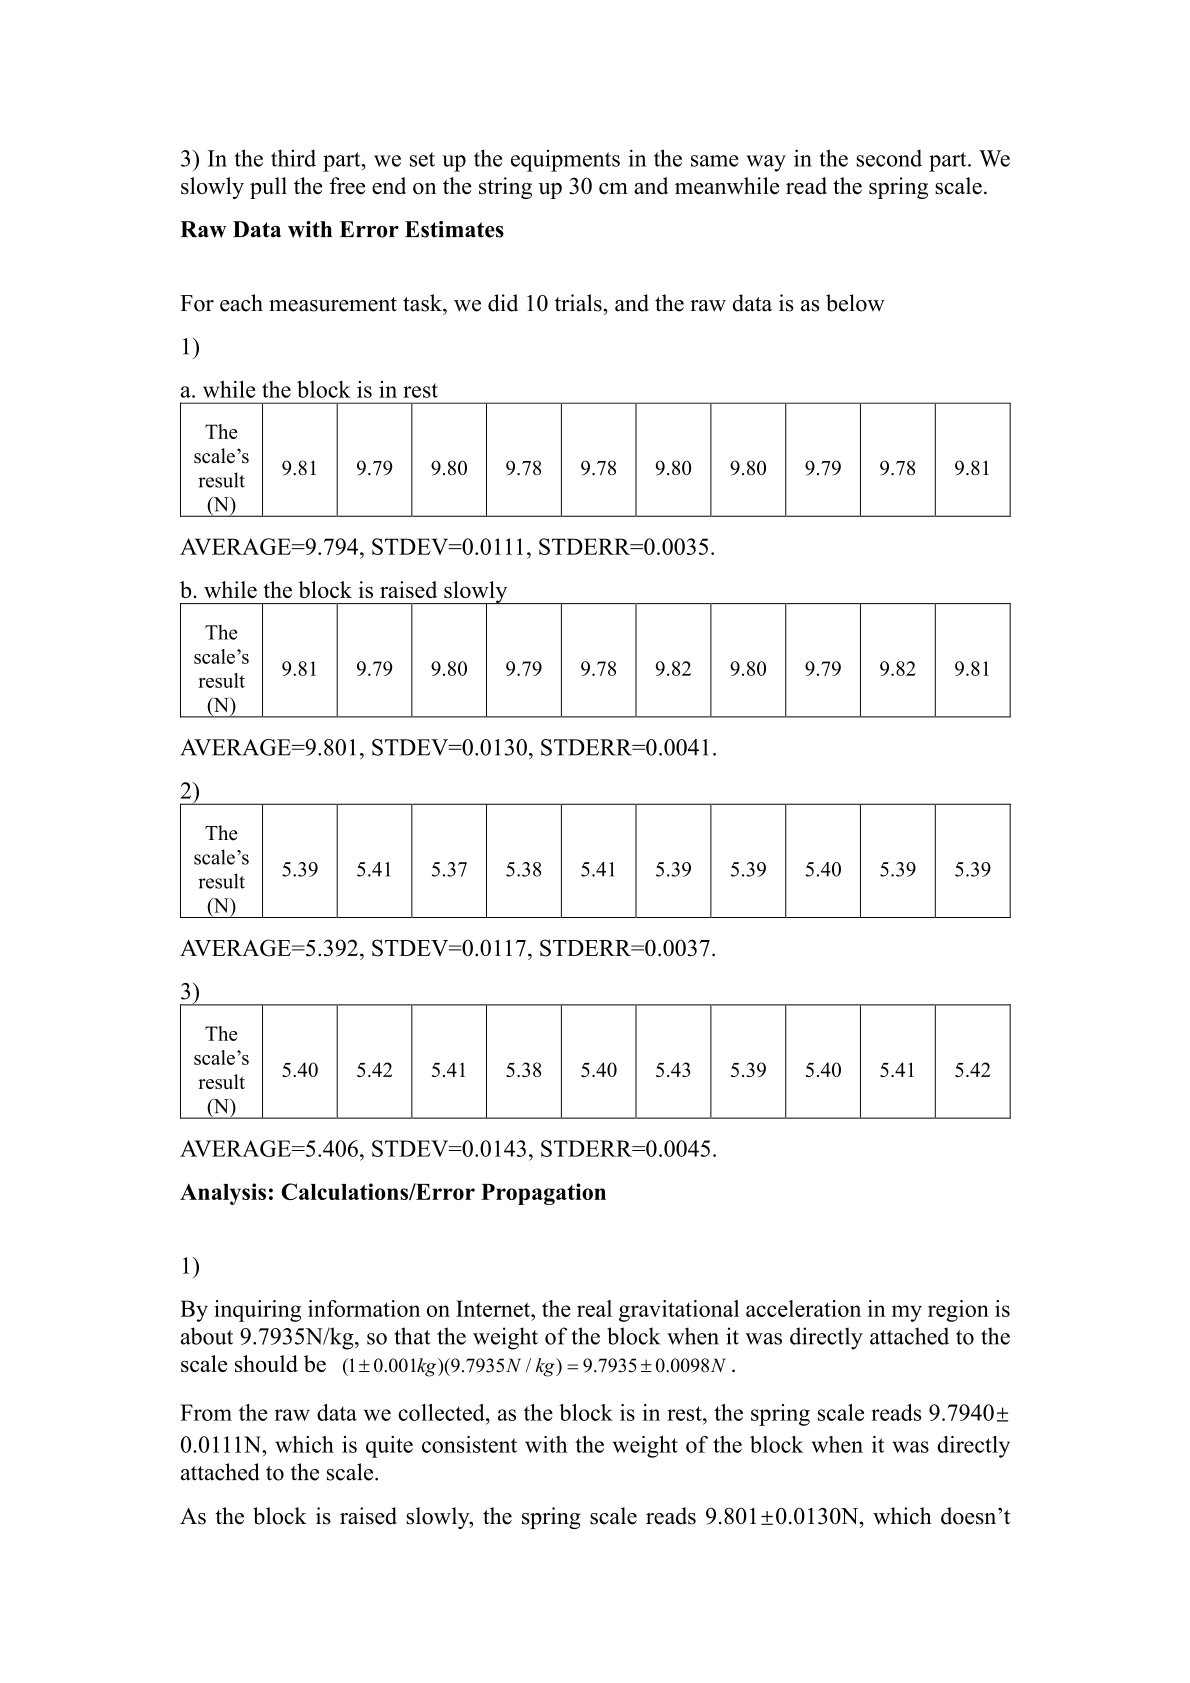 3) In the third part, we set up the equipments in the same way in the second part. We
slowly pull the free end on the string up 30 cm and meanwhile read the spring scale.
Raw Data with Error Estimates
For each measurement task, we did 10 trials, and the raw data is as below
1)
a. while the block is in rest
The
scale’s
result
(N)
9.81 9.79 9.80 9.78 9.78 9.80 9.80 9.79 9.78 9.81
AVERAGE=9.794, STDEV=0.0111, STDERR=0.0035.
b. while the block is raised slowly
The
scale’s
result
(N)
9.81 9.79 9.80 9.79 9.78 9.82 9.80 9.79 9.82 9.81
AVERAGE=9.801, STDEV=0.0130, STDERR=0.0041.
2)
The
scale’s
result
(N)
5.39 5.41 5.37 5.38 5.41 5.39 5.39 5.40 5.39 5.39
AVERAGE=5.392, STDEV=0.0117, STDERR=0.0037.
3)
The
scale’s
result
(N)
5.40 5.42 5.41 5.38 5.40 5.43 5.39 5.40 5.41 5.42
AVERAGE=5.406, STDEV=0.0143, STDERR=0.0045.
Analysis: Calculations/Error Propagation
1)
By inquiring information on Internet, the real gravitational acceleration in my region is
about 9.7935N/kg, so that the weight of the block when it was directly attached to the
scale should be (1±0.001kg)(9.7935N / kg) = 9.7935±0.0098N .
From the raw data we collected, as the block is in rest, the spring scale reads 9.7940±
0.0111N, which is quite consistent with the weight of the block when it was directly
attached to the scale.
As the block is raised slowly, the spring scale reads 9.801±0.0130N, which doesn’t